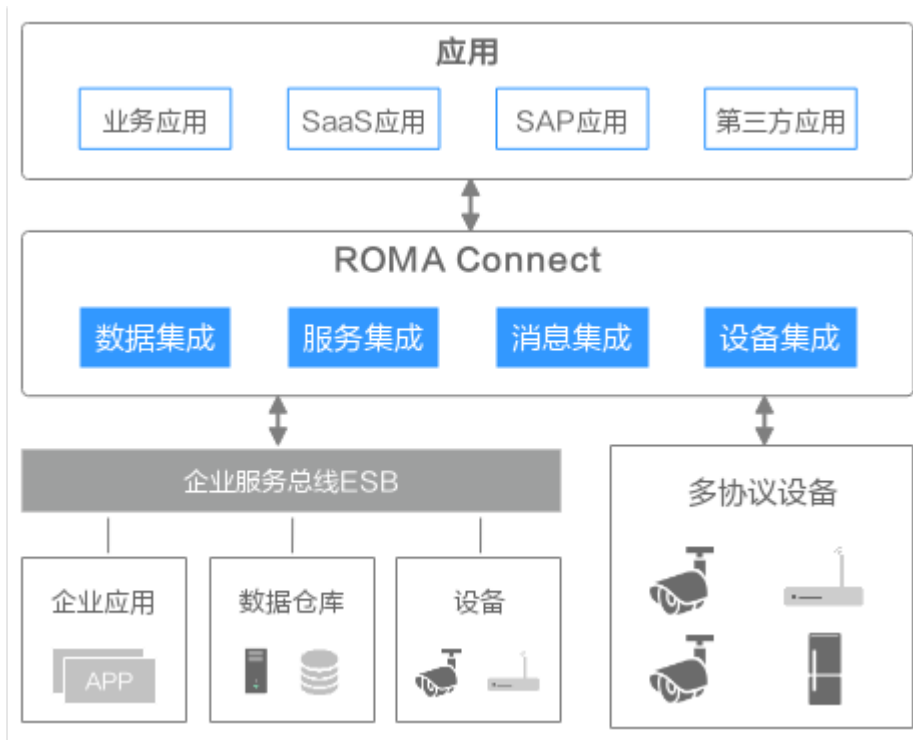 应用
业务应用
SaaS应用
SAP应用
第三方应用
ROMA Connect
数据集成
服务集成
消息集成
设备集成
企业服务总线ESB
多协议设备
企业应用
数据仓库
设备
APP